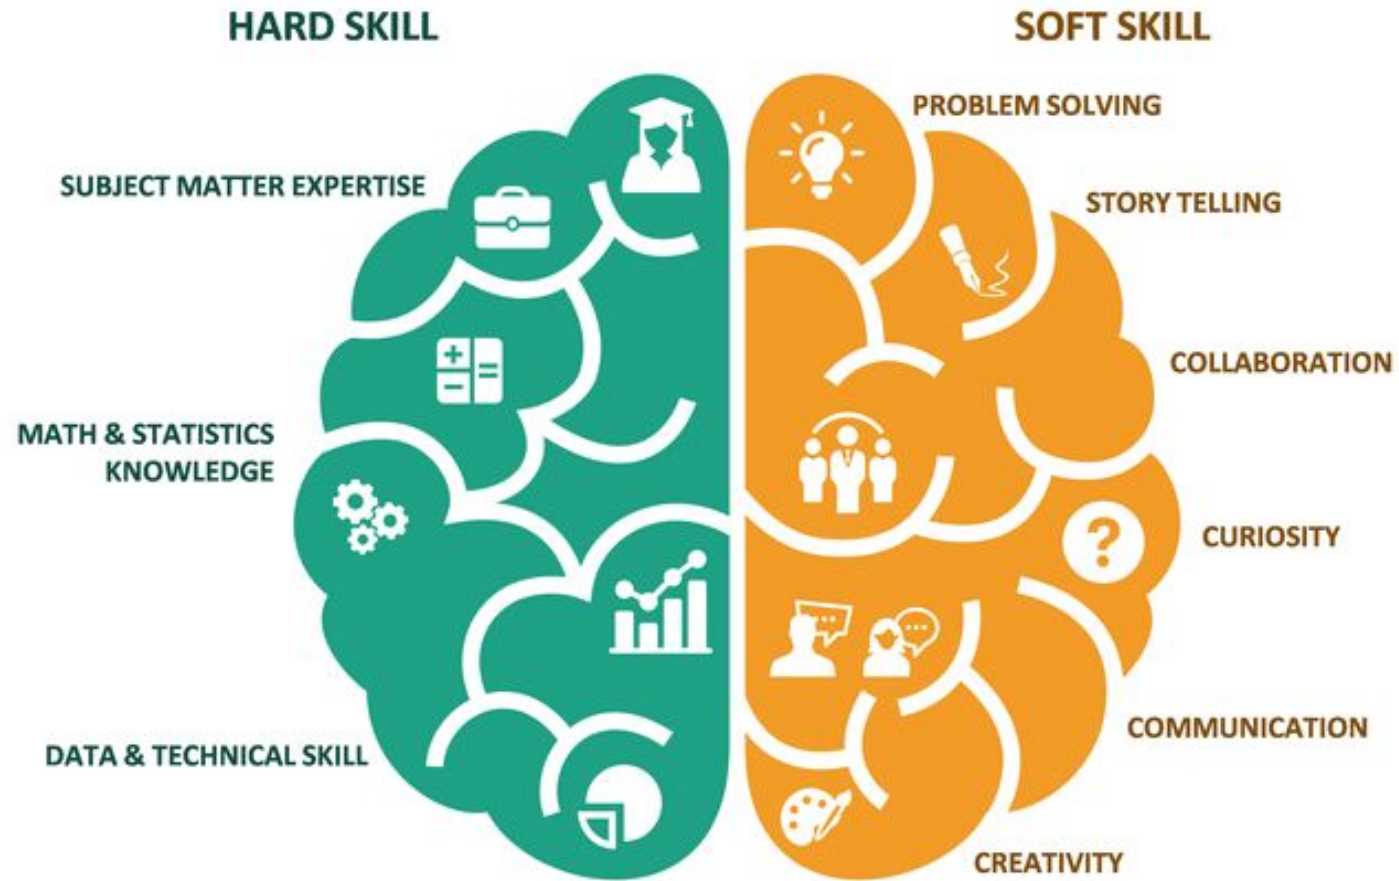 HARD SKILL
SUBJECT MATTER EXPERTISE
MATH & STATISTICS
KNOWLEDGE
DATA & TECHNICAL SKILL
SOFT SKILL
PROBLEM SOLVING
STORY TELLING
COLLABORATION
?
CURIOSITY
COMMUNICATION
CREATIVITY